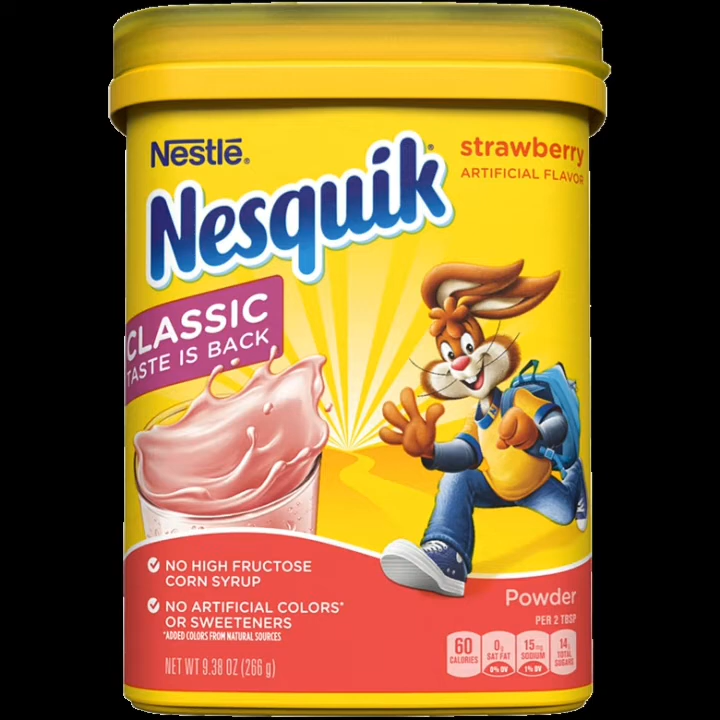 Nestlé®
Nesquik®
strawberry
ARTIFICIAL FLAVOR
CLASSIC
TASTE IS BACK
NO HIGH FRUCTOSE
CORN SYRUP
NO ARTIFICIAL COLORS*
OR SWEETENERS
*ADDED COLORS FROM NATURAL SOURCES
NET WT 9.38 OZ (266 g)
Powder
PER 2 TBSP
60 CALORIES
0g SAT FAT 0% DV
15mg SODIUM 1% DV
14g TOTAL SUGARS